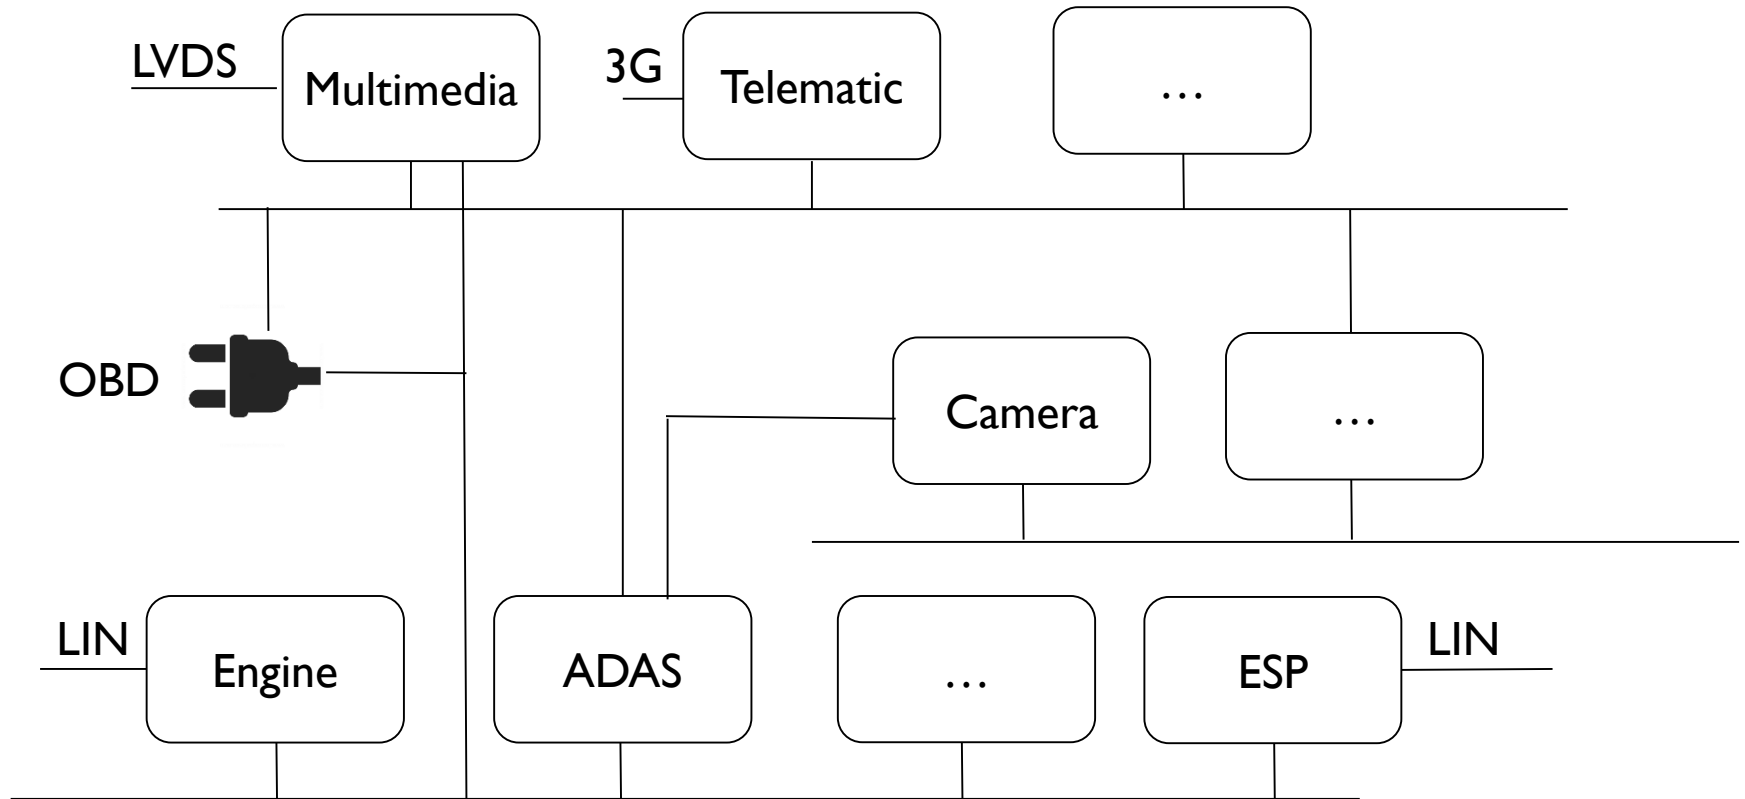 LVDS
Multimedia
3G
Telematic
…
OBD
Camera
…
LIN
Engine
ADAS
…
ESP
LIN